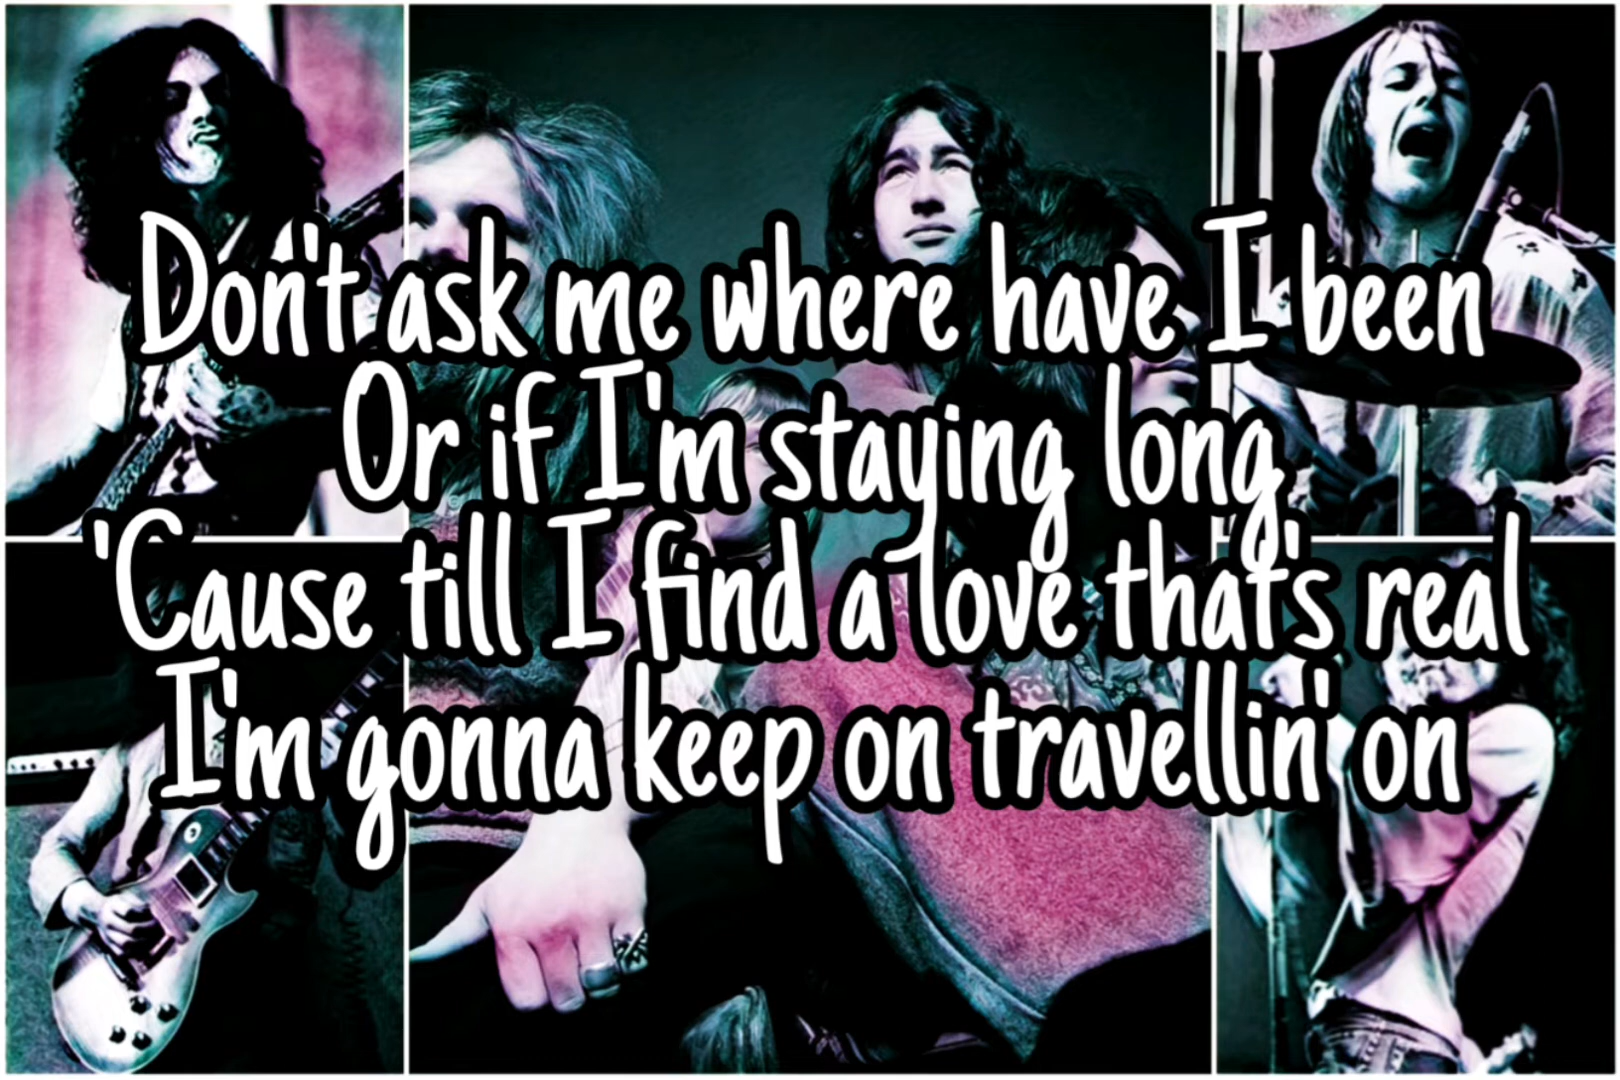 Don't ask me where have I been
Or if I'm staying long
'Cause till I find a love that's real
I'm gonna keep on travellin' on